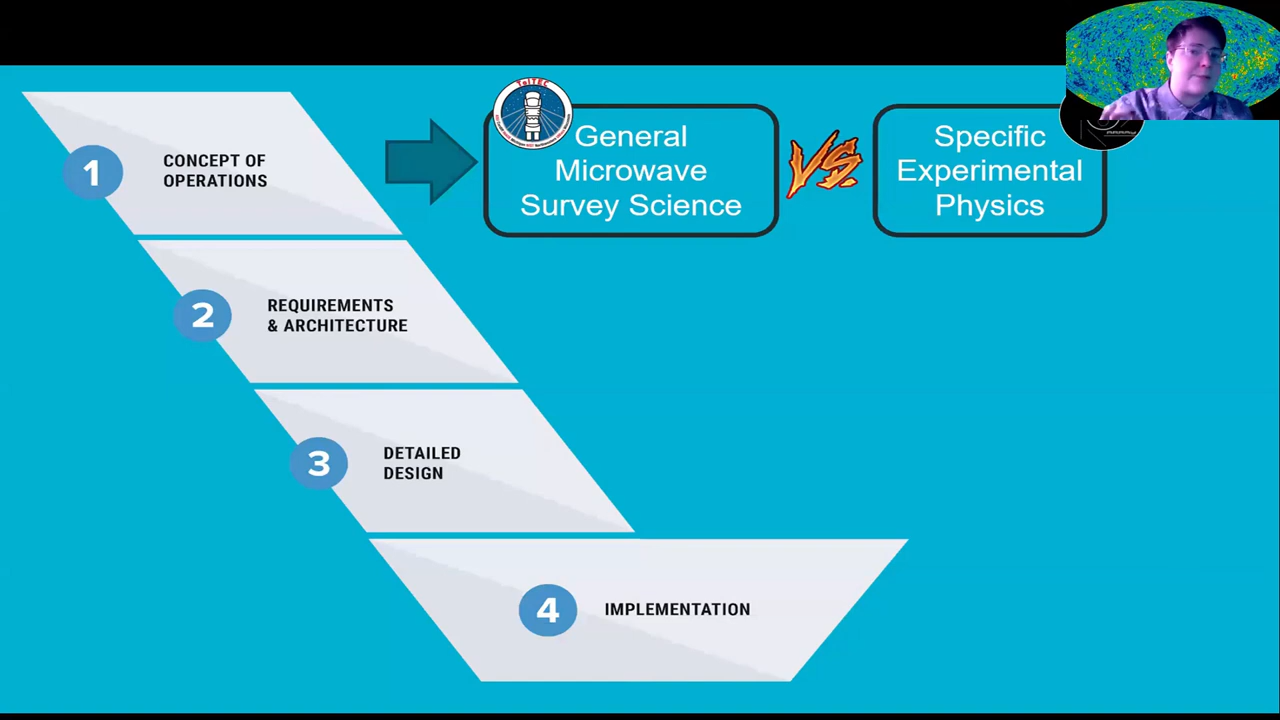 1
CONCEPT OF
OPERATIONS
TolTEC
General
Microwave
Survey Science
VS.
Specific
Experimental
Physics
2
REQUIREMENTS
& ARCHITECTURE
3
DETAILED
DESIGN
4
IMPLEMENTATION